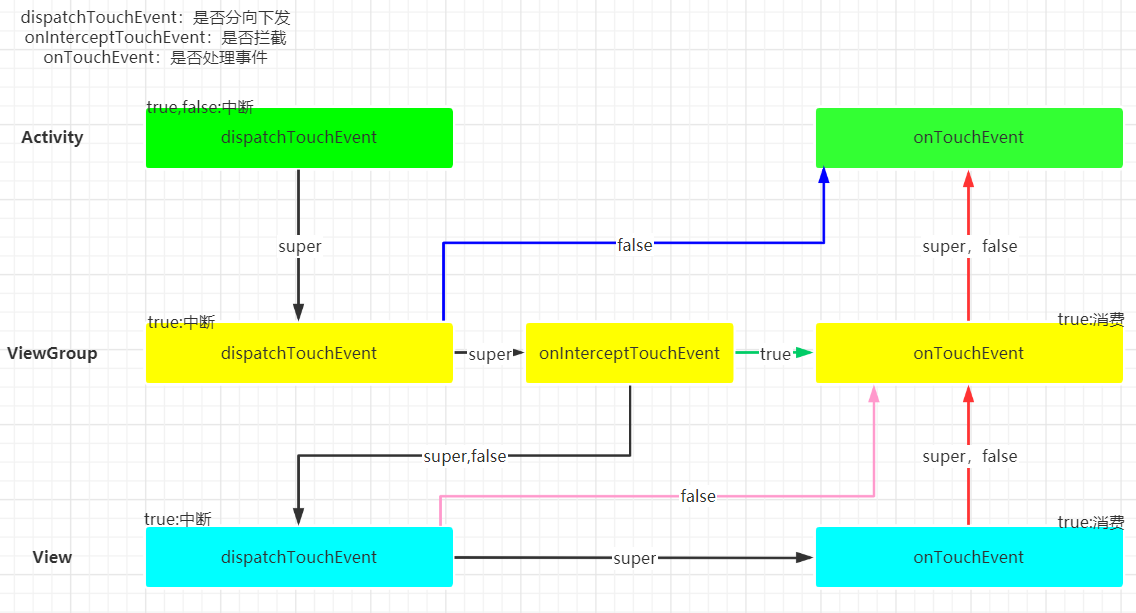 dispatchTouchEvent：是否分向下发
onInterceptTouchEvent：是否拦截
onTouchEvent：是否处理事件
true,false:中断
Activity
dispatchTouchEvent
onTouchEvent
super
false
super，false
true:中断
true:消费
ViewGroup
dispatchTouchEvent
super
onInterceptTouchEvent
true
onTouchEvent
super,false
super，false
false
true:中断
true:消费
View
dispatchTouchEvent
super
onTouchEvent